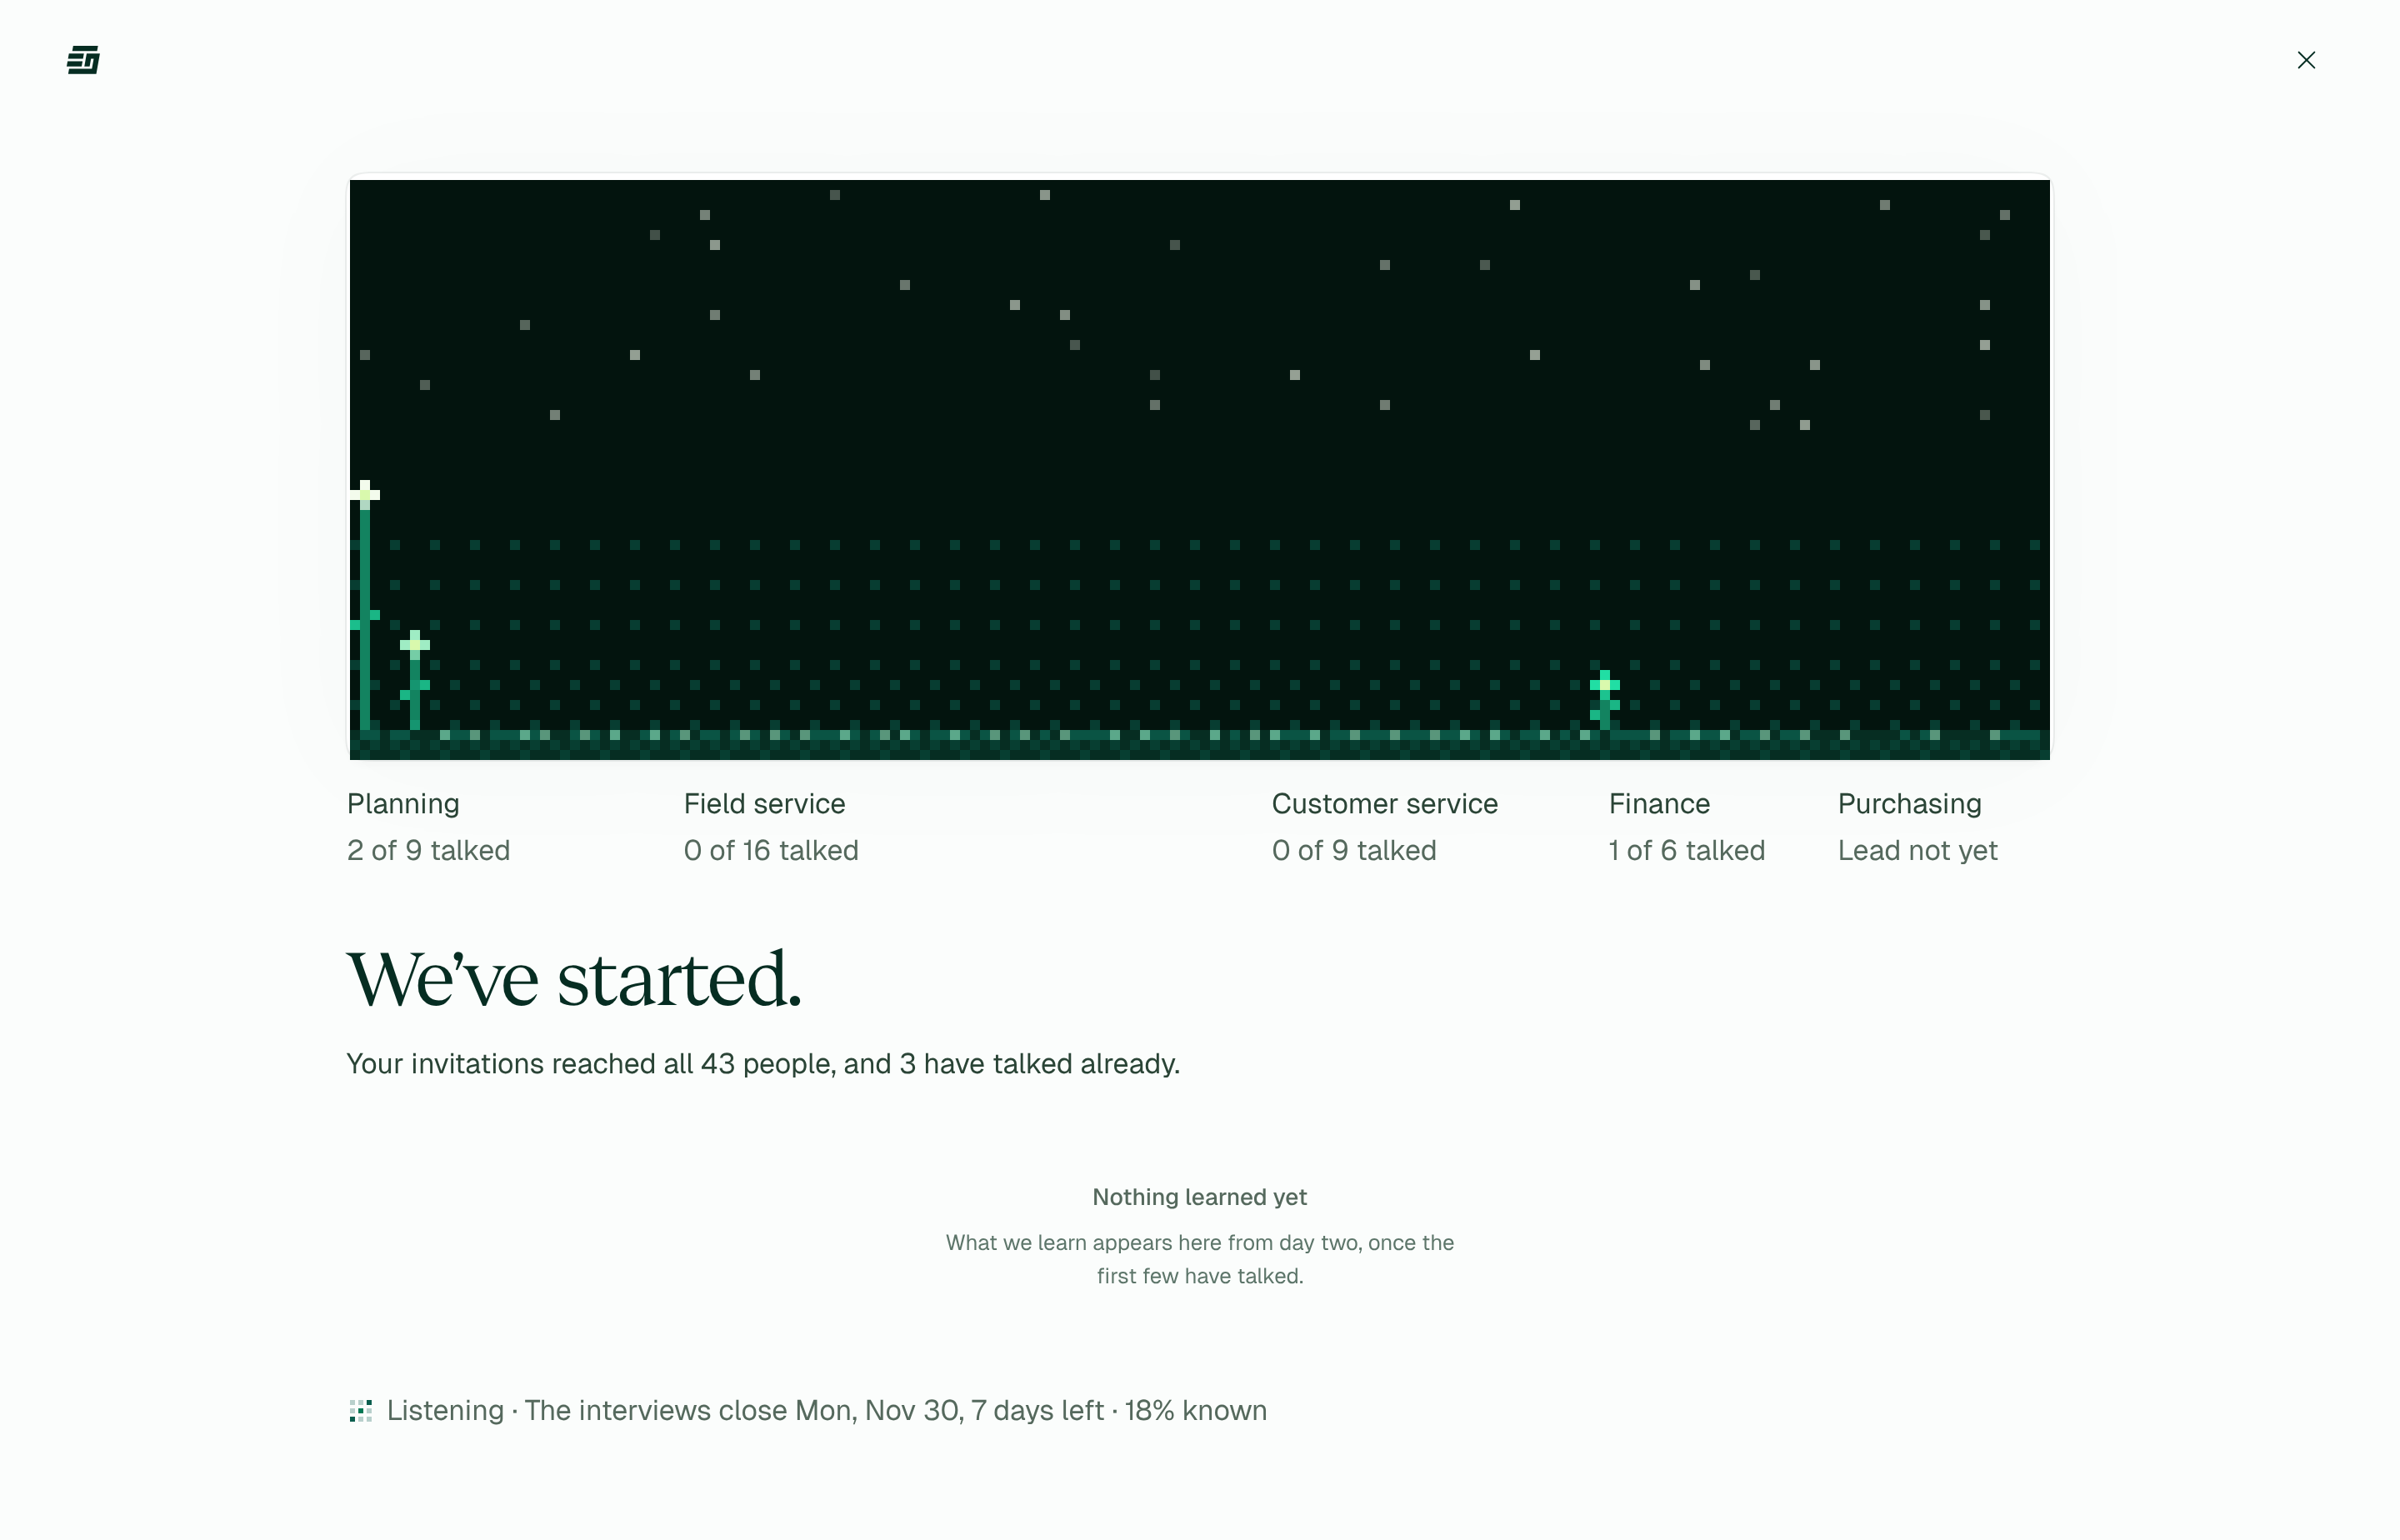 Planning
2 of 9 talked
Field service
0 of 16 talked
Customer service
0 of 9 talked
Finance
1 of 6 talked
Purchasing
Lead not yet
We’ve started.
Your invitations reached all 43 people, and 3 have talked already.
Nothing learned yet
What we learn appears here from day two, once the
first few have talked.
Listening · The interviews close Mon, Nov 30, 7 days left · 18% known